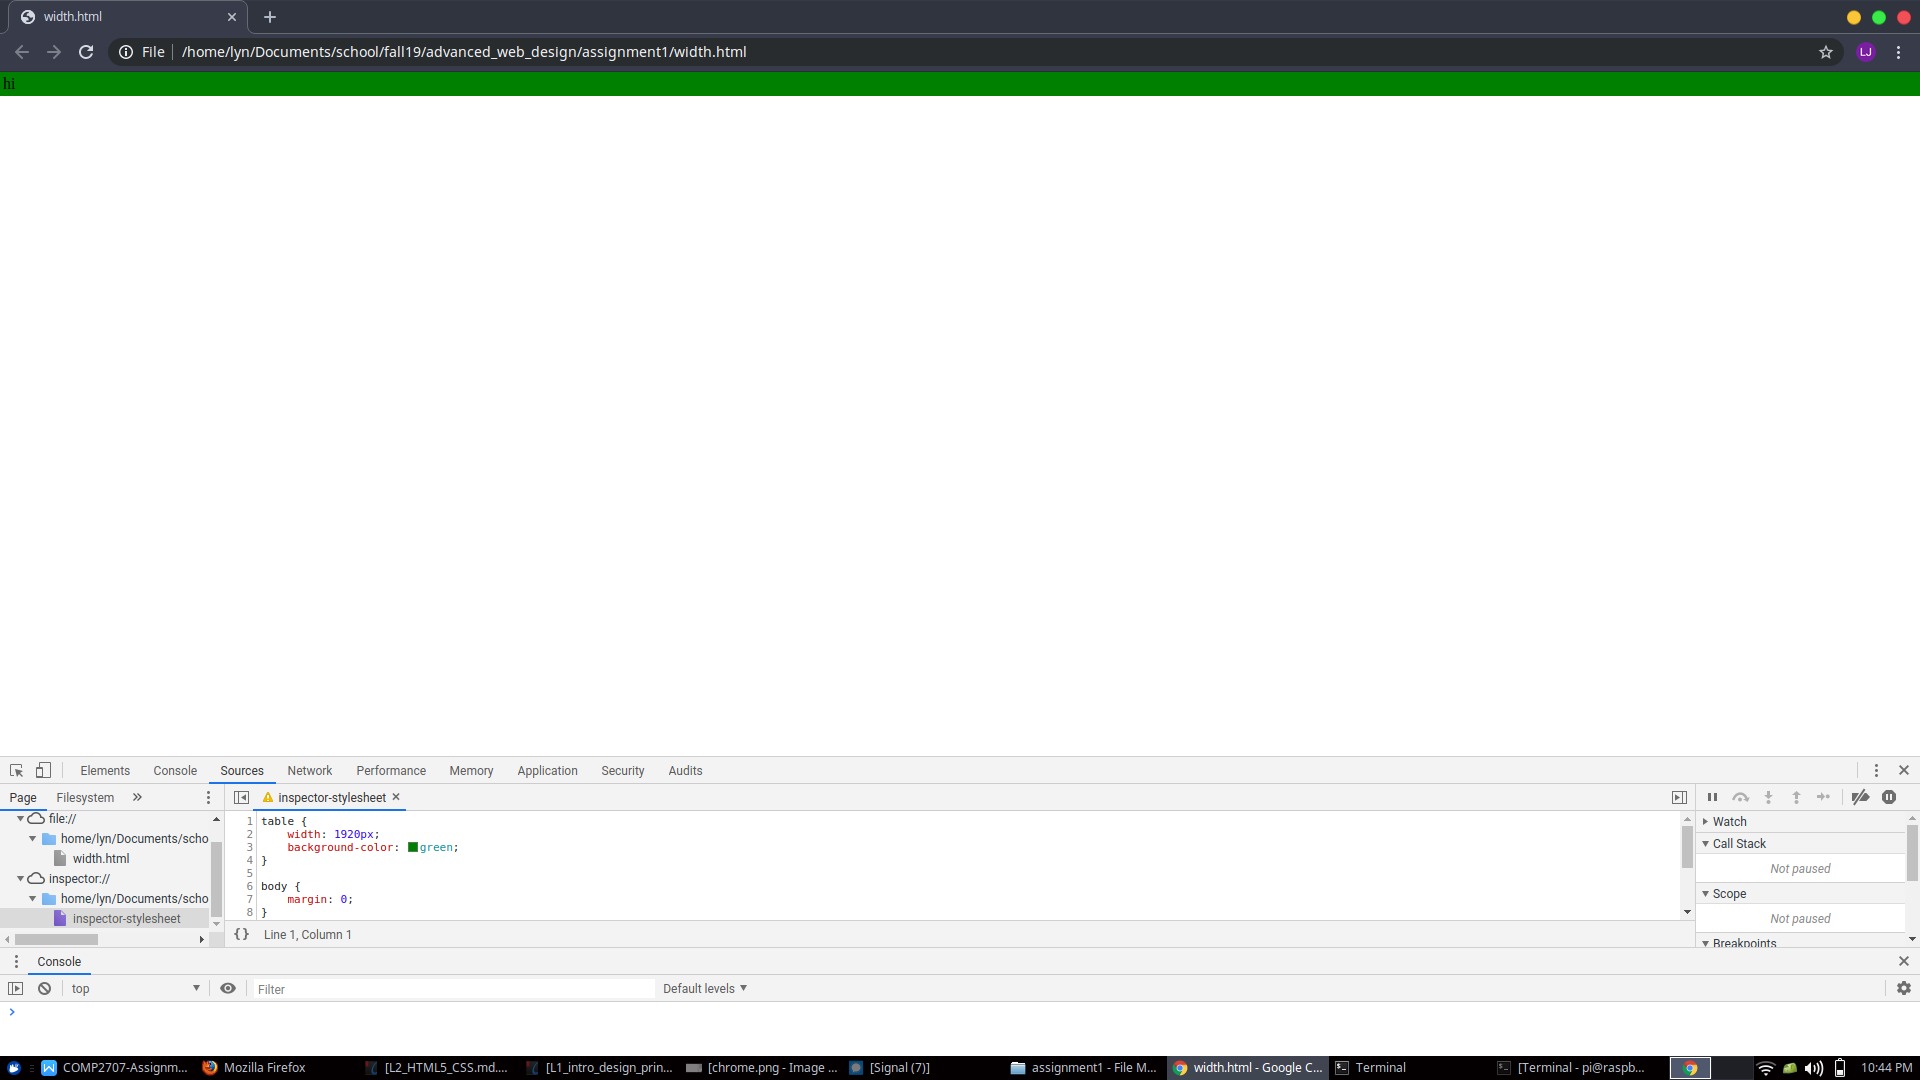 width.html
File
/home/lyn/Documents/school/fall19/advanced_web_design/assignment1/width.html
LJ
hi
Elements Console Sources Network Performance Memory Application Security Audits
Page Filesystem
file://
home/lyn/Documents/scho
width.html
inspector://
home/lyn/Documents/scho
inspector-stylesheet
inspector-stylesheet
1 table {
2 width: 1920px;
3 background-color: green;
4 }
5
6 body {
7 margin: 0;
8 }
{} Line 1, Column 1
Watch
Call Stack
Not paused
Scope
Not paused
Breakpoints
Console
top Filter Default levels
COMP2707-Assignm... Mozilla Firefox [L2_HTML5_CSS.md.... [L1_intro_design_prin... [chrome.png - Image ... [Signal (7)] assignment1 - File M... width.html - Google C... Terminal [Terminal - pi@raspb... 10:44 PM